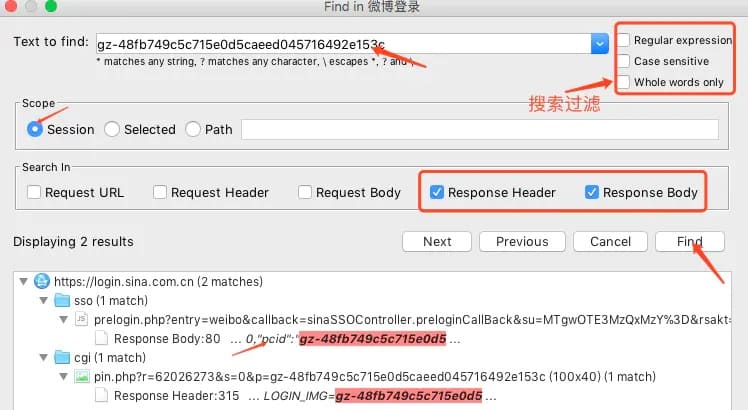 Find in 微博登录
Text to find: gz-48fb749c5c715e0d5caeed045716492e153c
* matches any string, ? matches any character, \ escapes *, ? and \
Regular expression
Case sensitive
Whole words only
搜索过滤
Scope
Session Selected Path
Search In
Request URL Request Header Request Body Response Header Response Body
Displaying 2 results Next Previous Cancel Find
https://login.sina.com.cn (2 matches)
sso (1 match)
JS prelogin.php?entry=weibo&callback=sinaSSOController.preloginCallBack&su=MTgwOTE3MzQxMzY%3D&rsakt=
Response Body:80 ... 0,"pcid":"gz-48fb749c5c715e0d5 ...
cgi (1 match)
pin.php?r=62026273&s=0&p=gz-48fb749c5c715e0d5caeed045716492e153c (100x40) (1 match)
Response Header:315 ... LOGIN_IMG=gz-48fb749c5c715e0d5 ...